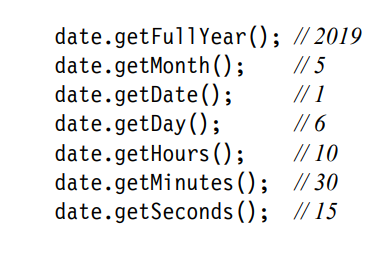 date.getFullYear(); // 2019
date.getMonth(); // 5
date.getDate(); // 1
date.getDay(); // 6
date.getHours(); // 10
date.getMinutes(); // 30
date.getSeconds(); // 15